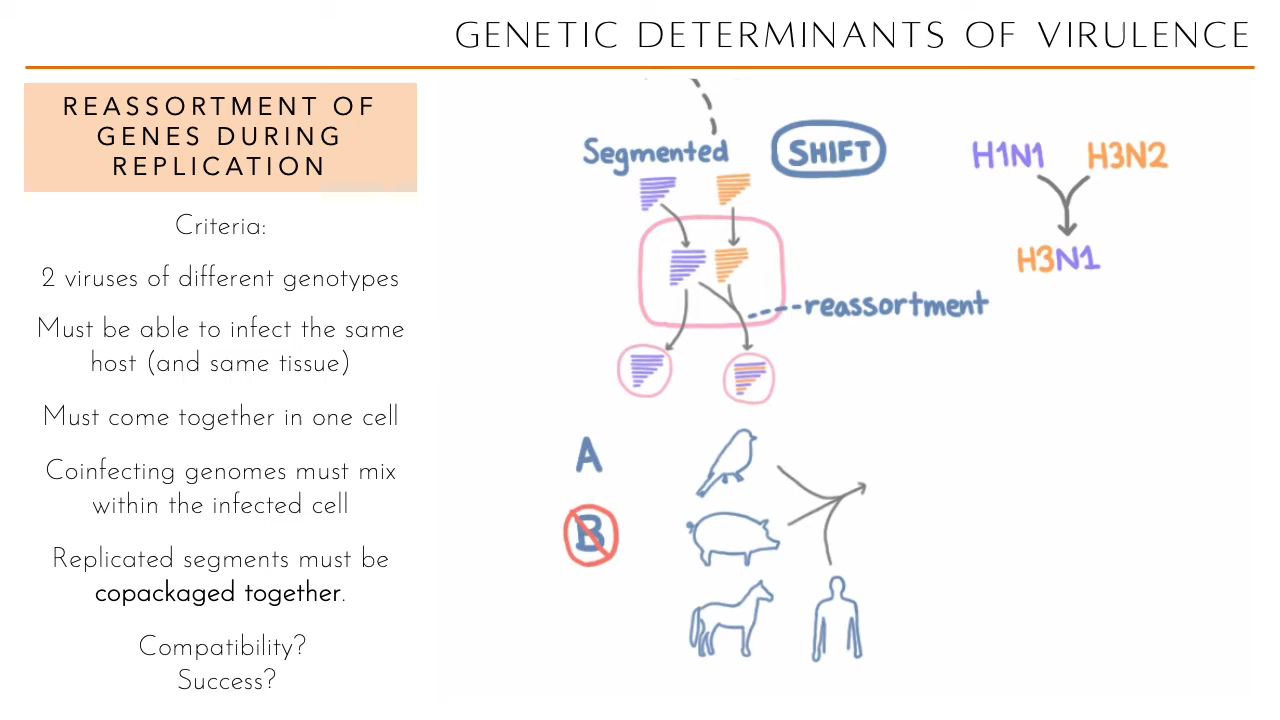 GENETIC DETERMINANTS OF VIRULENCE
REASSORTMENT OF
GENES DURING
REPLICATION
Criteria:
2 viruses of different genotypes
Must be able to infect the same
host (and same tissue)
Must come together in one cell
Coinfecting genomes must mix
within the infected cell
Replicated segments must be
copackaged together.
Compatibility?
Success?
Segmented
SHIFT
H1N1
H3N2
H3N1
reassortment
A
B